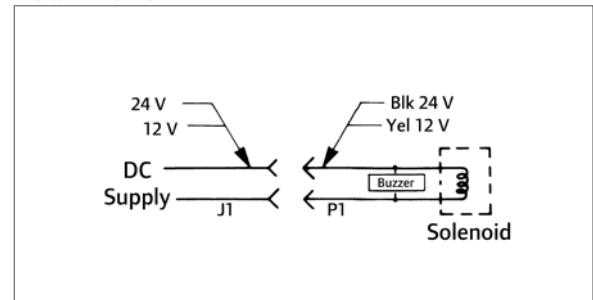 24 V
12 V
Blk 24 V
Yel 12 V
DC
Supply
J1
P1
Buzzer
Solenoid